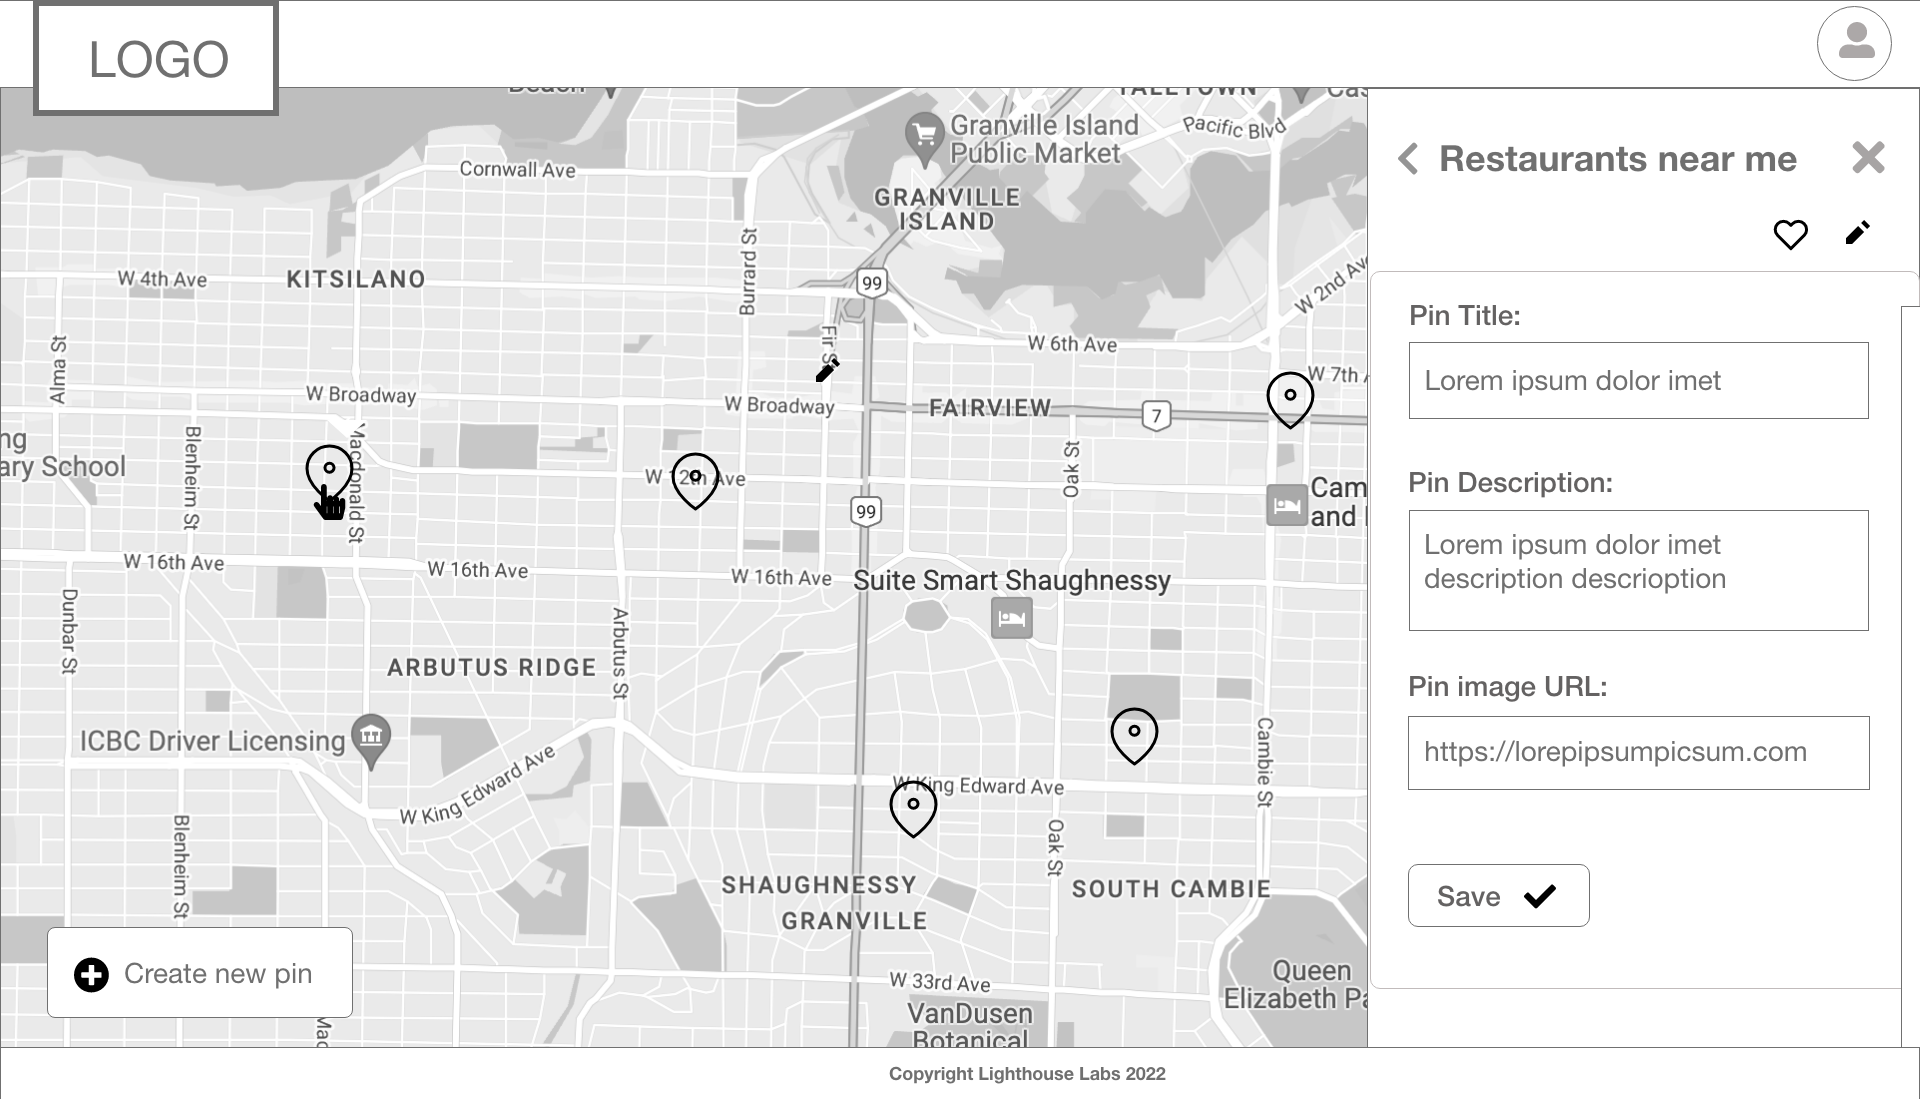 LOGO
Beach
YALETOWN
Cas
Granville Island
Public Market
Pacific Blvd
Cornwall Ave
GRANVILLE
ISLAND
Burrard St
W 4th Ave
KITSILANO
99
W 2nd Ave
Fir St
W 6th Ave
Alma St
W Broadway
W Broadway
FAIRVIEW
7
W 7th A
ng
ary School
Blenheim St
Macdonald St
W 12th Ave
Oak St
99
Cam
and
W 16th Ave
W 16th Ave
W 16th Ave
Suite Smart Shaughnessy
Dunbar St
Arbutus St
ARBUTUS RIDGE
ICBC Driver Licensing
W King Edward Ave
W King Edward Ave
Cambie St
Blenheim St
Oak St
SHAUGHNESSY
GRANVILLE
SOUTH CAMBIE
W 33rd Ave
Queen
Elizabeth Pa
VanDusen
Botanical
Mac
Create new pin
Restaurants near me
Pin Title:
Lorem ipsum dolor imet
Pin Description:
Lorem ipsum dolor imet
description descrioption
Pin image URL:
https://lorepipsumpicsum.com
Save
Copyright Lighthouse Labs 2022